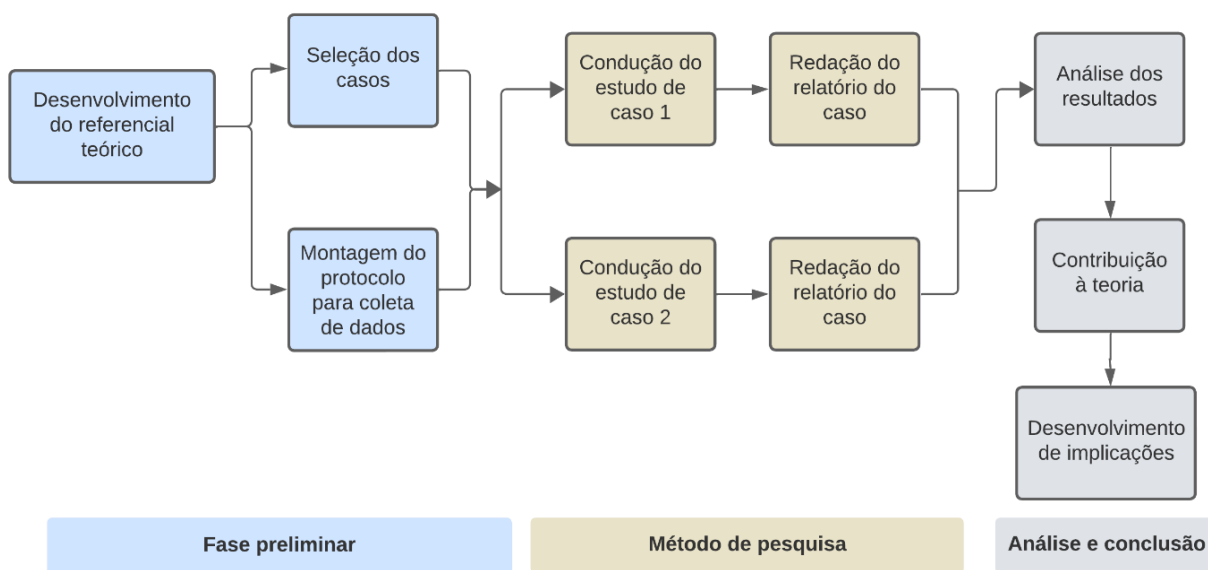 Desenvolvimento
do referencial
teórico
Seleção dos
casos
Montagem do
protocolo
para coleta
de dados
Condução do
estudo de
caso 1
Redação do
relatório do
caso
Condução do
estudo de
caso 2
Redação do
relatório do
caso
Análise dos
resultados
Contribuição
à teoria
Desenvolvimento
de implicações
Fase preliminar
Método de pesquisa
Análise e conclusão